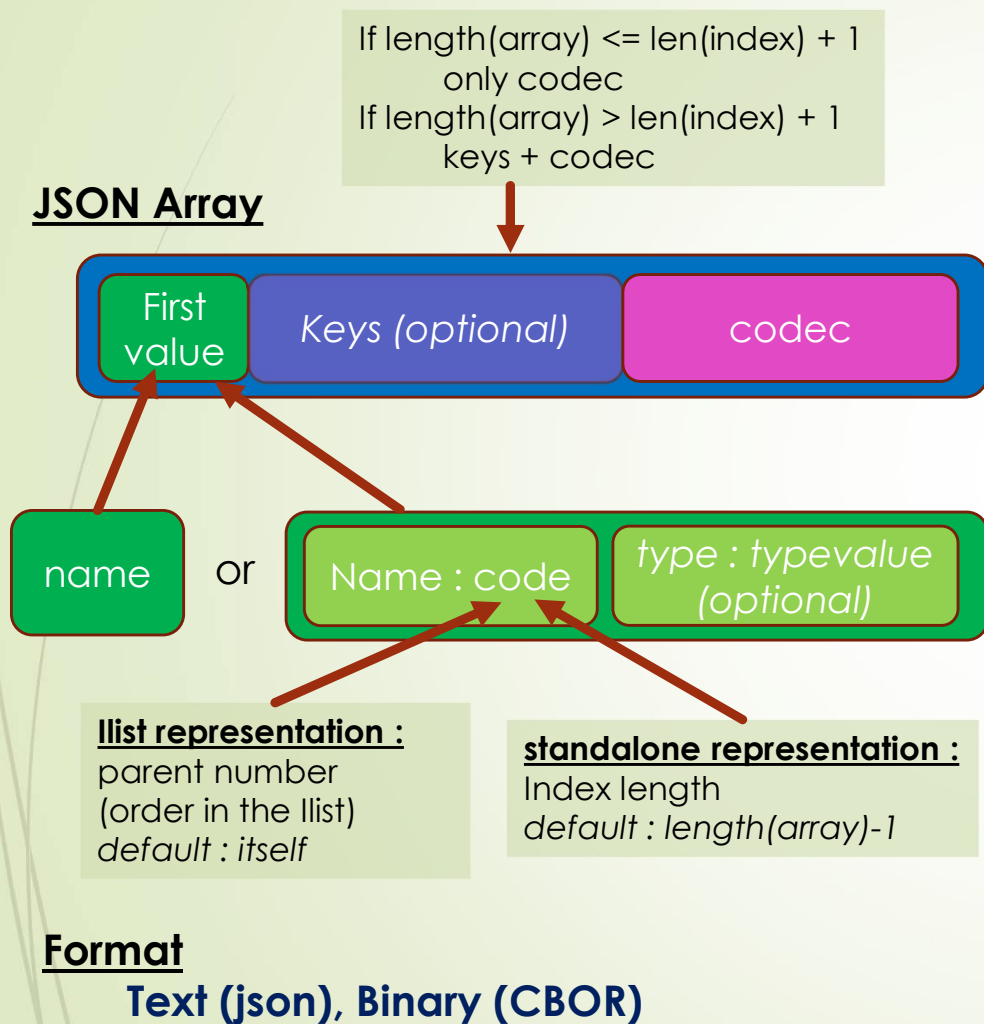 If length(array) <= len(index) + 1
only codec
If length(array) > len(index) + 1
keys + codec
JSON Array
First
value
Keys (optional)
codec
name
or
Name : code
type : typevalue
(optional)
Ilist representation :
parent number
(order in the Ilist)
default : itself
standalone representation :
Index length
default : length(array)-1
Format
Text (json), Binary (CBOR)